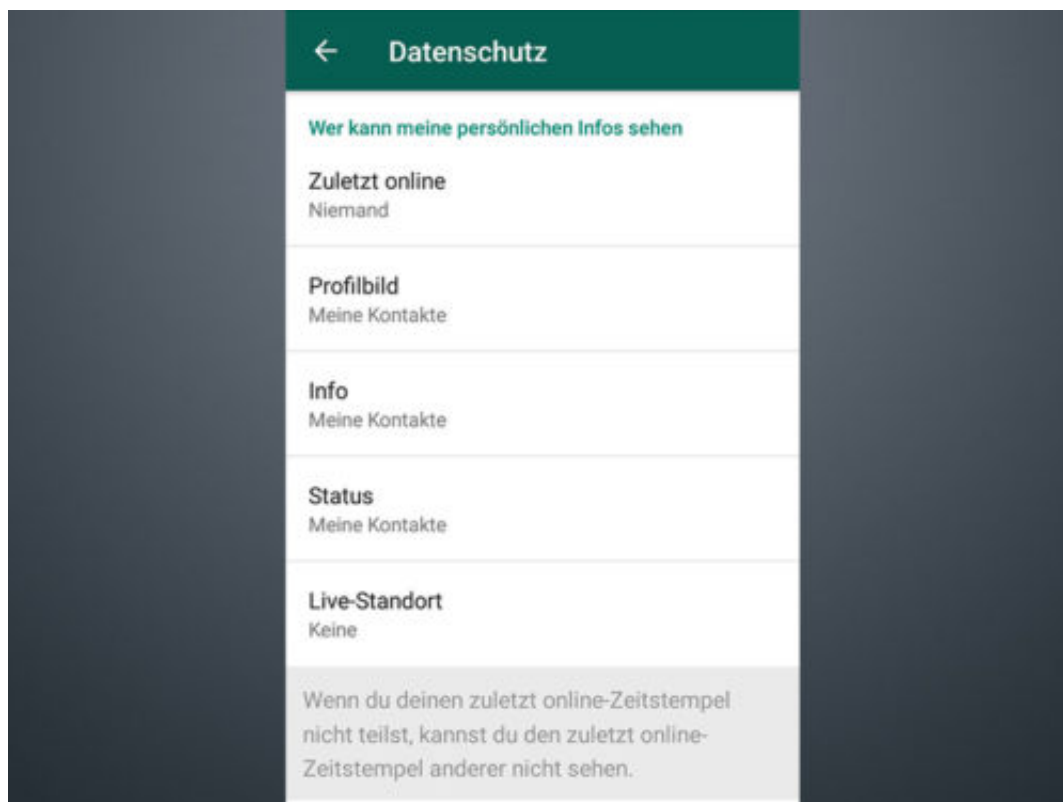 Datenschutz
Wer kann meine persönlichen Infos sehen
Zuletzt online
Niemand
Profilbild
Meine Kontakte
Info
Meine Kontakte
Status
Meine Kontakte
Live-Standort
Keine
Wenn du deinen zuletzt online-Zeitstempel
nicht teilst, kannst du den zuletzt online-
Zeitstempel anderer nicht sehen.